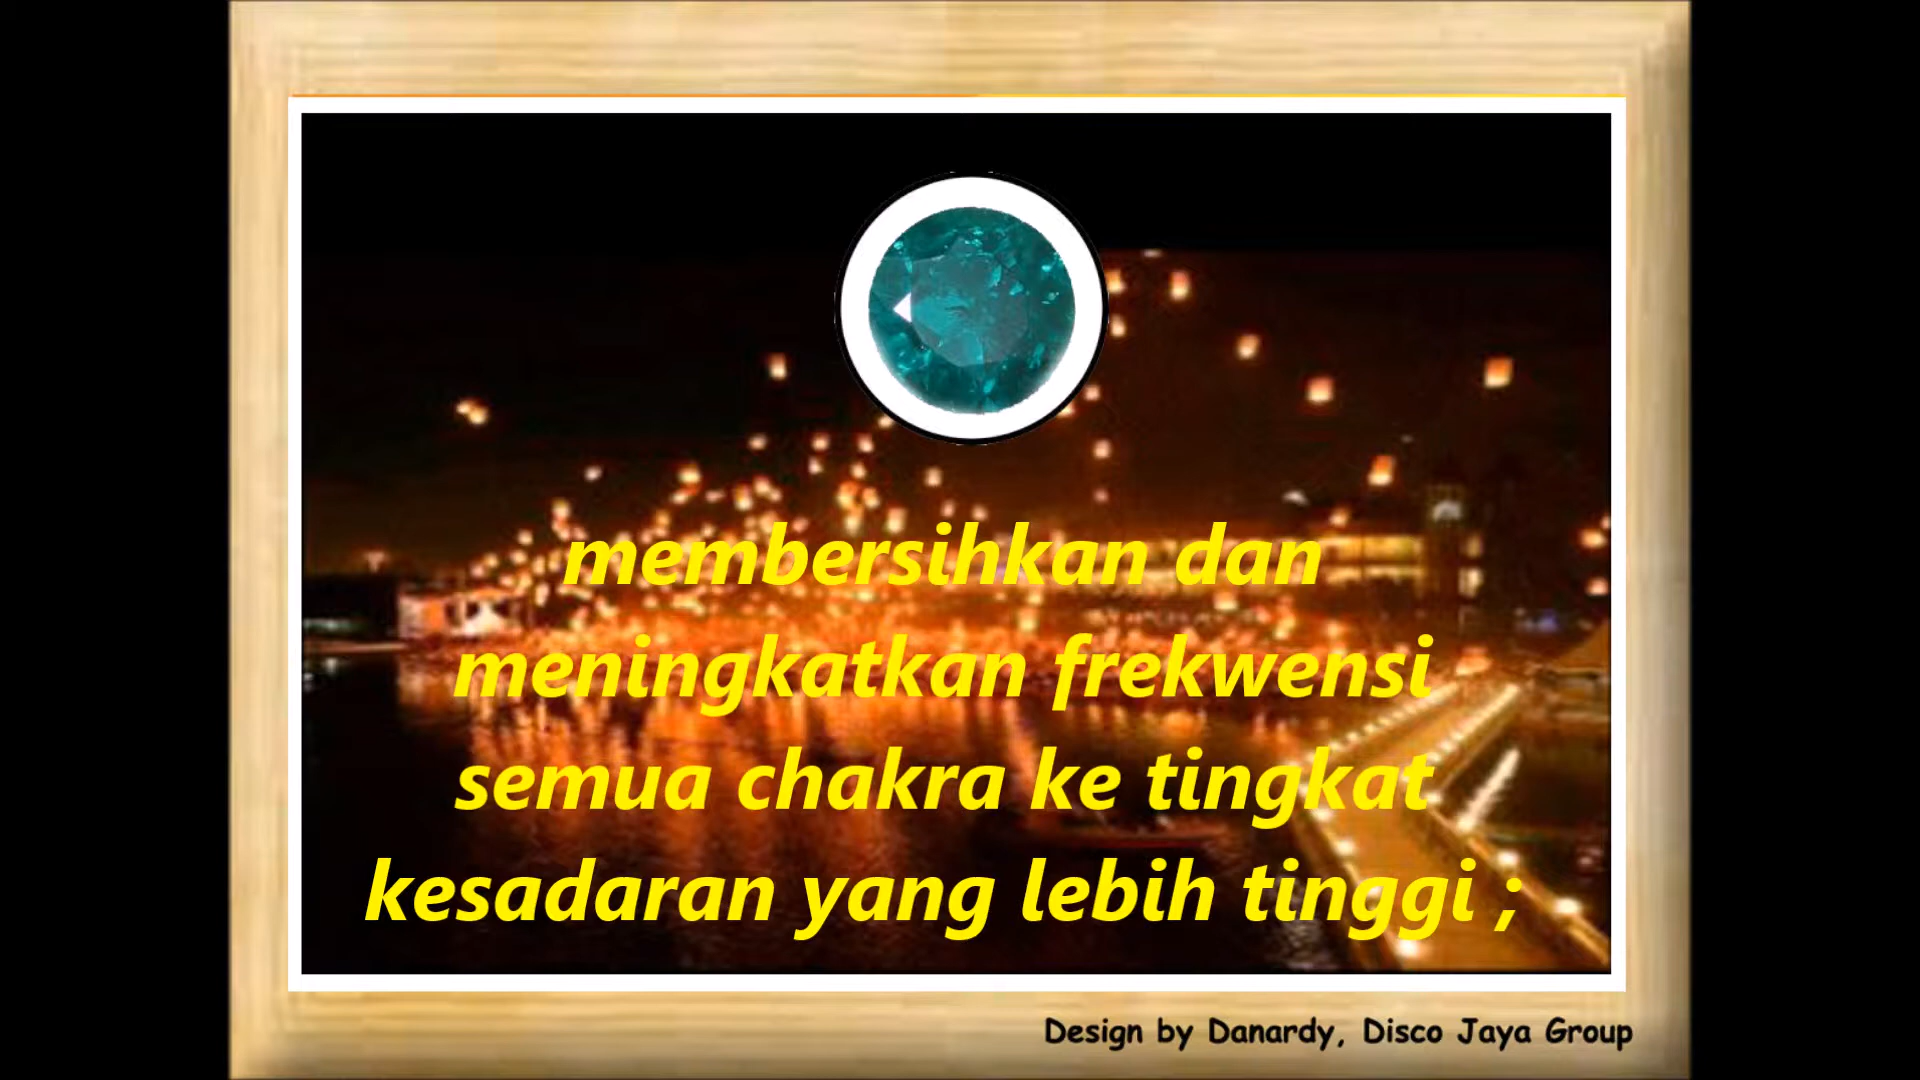 membersihkan dan
meningkatkan frekwensi
semua chakra ke tingkat
kesadaran yang lebih tinggi ;
Design by Danardy, Disco Jaya Group